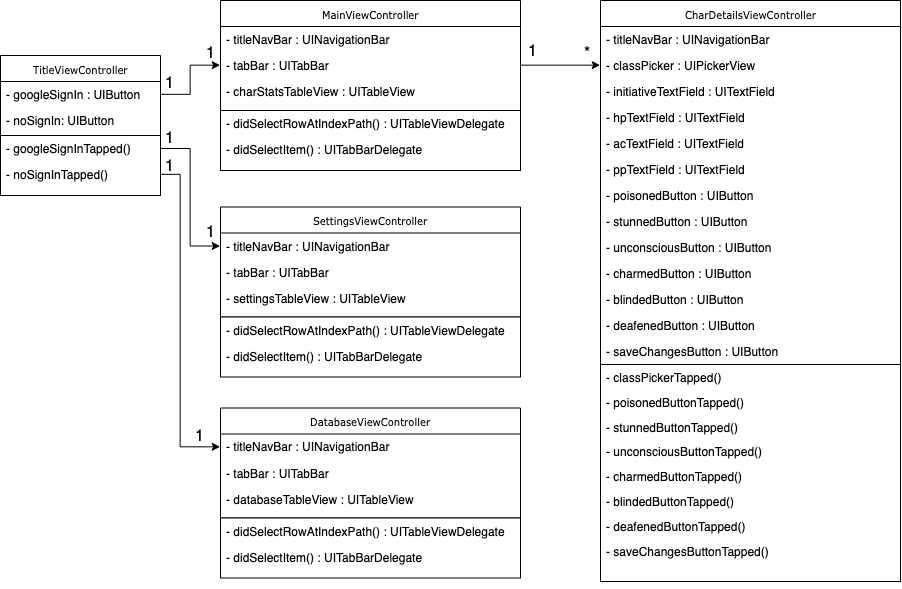 TitleViewController
- googleSignIn : UIButton
- noSignIn: UIButton
- googleSignInTapped()
- noSignInTapped()
1
1
1
1
1
1
MainViewController
- titleNavBar : UINavigationBar
- tabBar : UITabBar
- charStatsTableView : UITableView
- didSelectRowAtIndexPath() : UITableViewDelegate
- didSelectItem() : UITabBarDelegate
1
*
SettingsViewController
- titleNavBar : UINavigationBar
- tabBar : UITabBar
- settingsTableView : UITableView
- didSelectRowAtIndexPath() : UITableViewDelegate
- didSelectItem() : UITabBarDelegate
DatabaseViewController
- titleNavBar : UINavigationBar
- tabBar : UITabBar
- databaseTableView : UITableView
- didSelectRowAtIndexPath() : UITableViewDelegate
- didSelectItem() : UITabBarDelegate
CharDetailsViewController
- titleNavBar : UINavigationBar
- classPicker : UIPickerView
- initiativeTextField : UITextField
- hpTextField : UITextField
- acTextField : UITextField
- ppTextField : UITextField
- poisonedButton : UIButton
- stunnedButton : UIButton
- unconsciousButton : UIButton
- charmedButton : UIButton
- blindedButton : UIButton
- deafenedButton : UIButton
- saveChangesButton : UIButton
- classPickerTapped()
- poisonedButtonTapped()
- stunnedButtonTapped()
- unconsciousButtonTapped()
- charmedButtonTapped()
- blindedButtonTapped()
- deafenedButtonTapped()
- saveChangesButtonTapped()